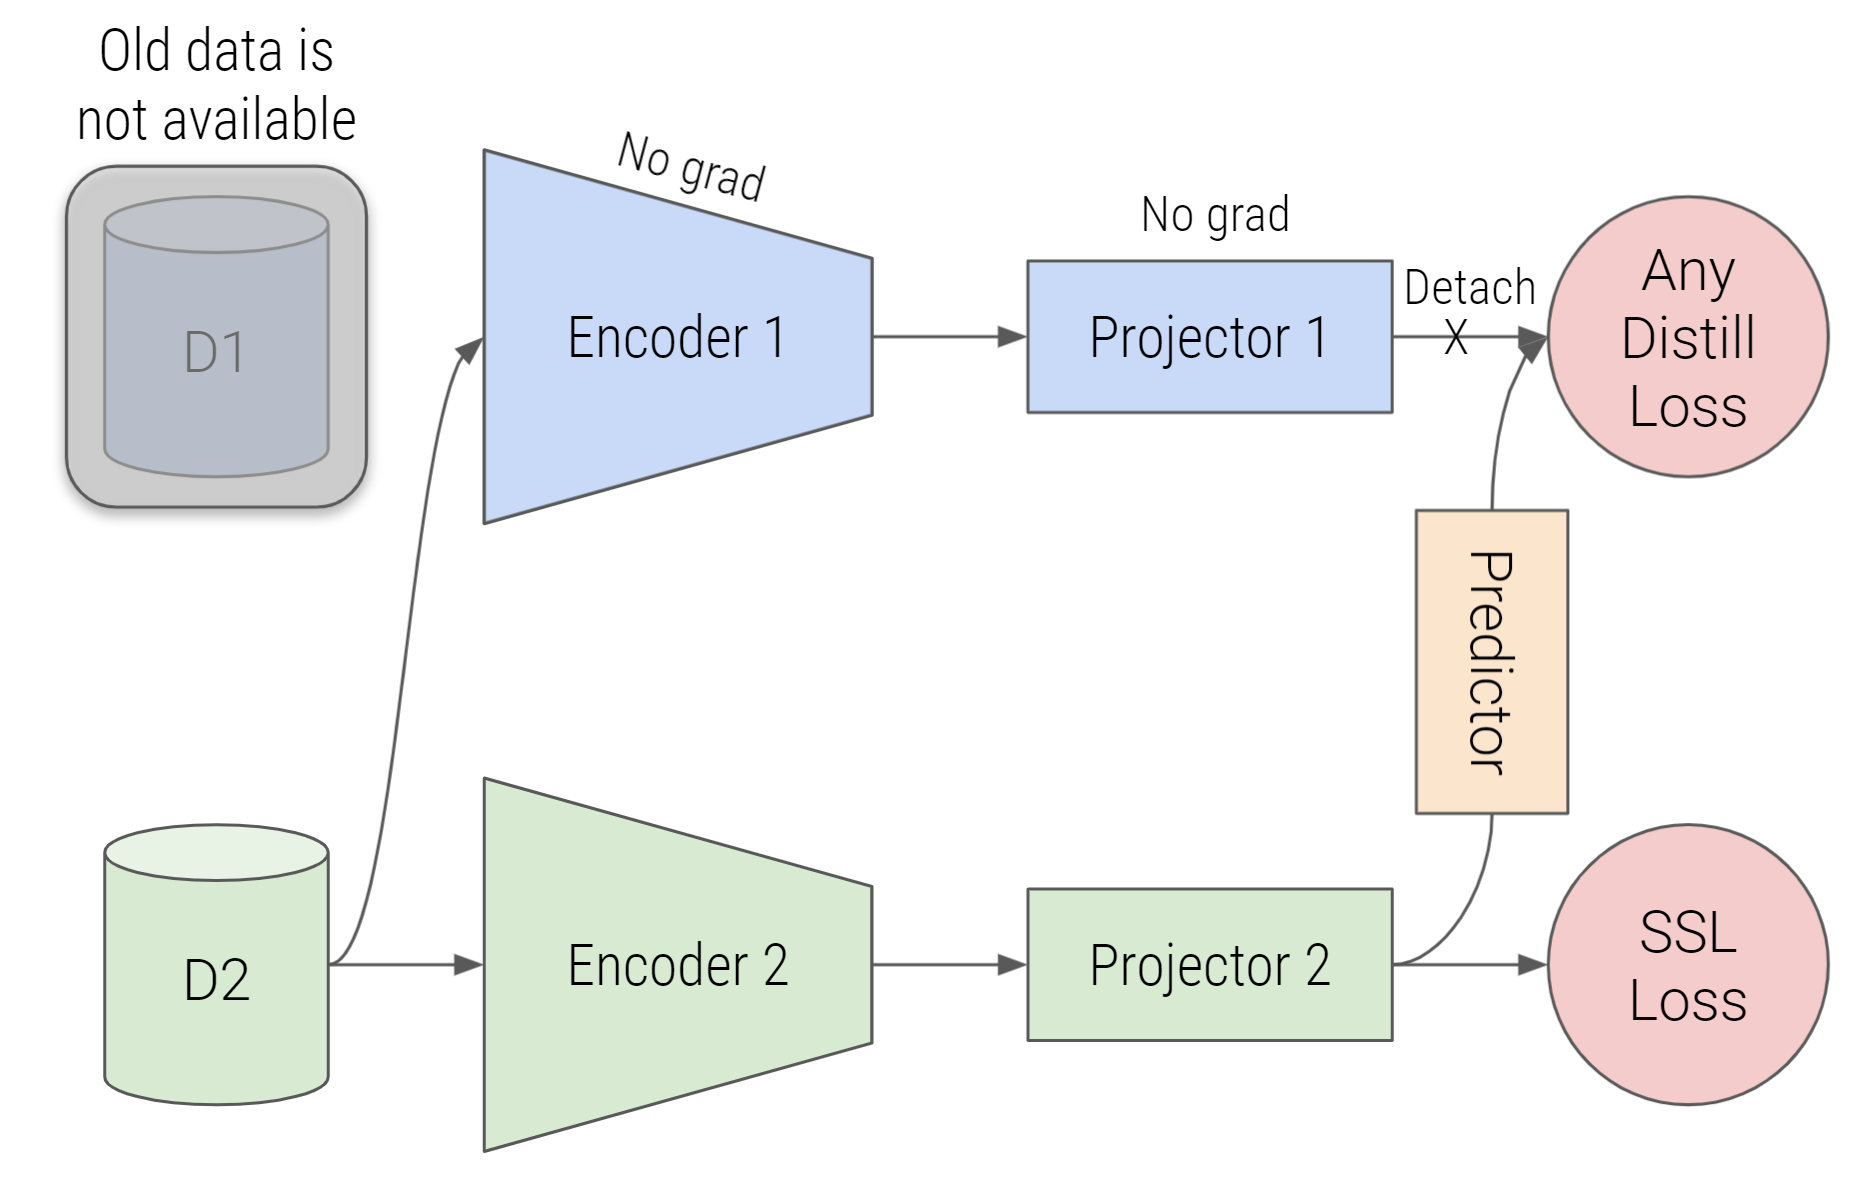 Old data is
not available
D1
No grad
Encoder 1
No grad
Projector 1
Detach
X
Any
Distill
Loss
Predictor
D2
Encoder 2
Projector 2
SSL
Loss